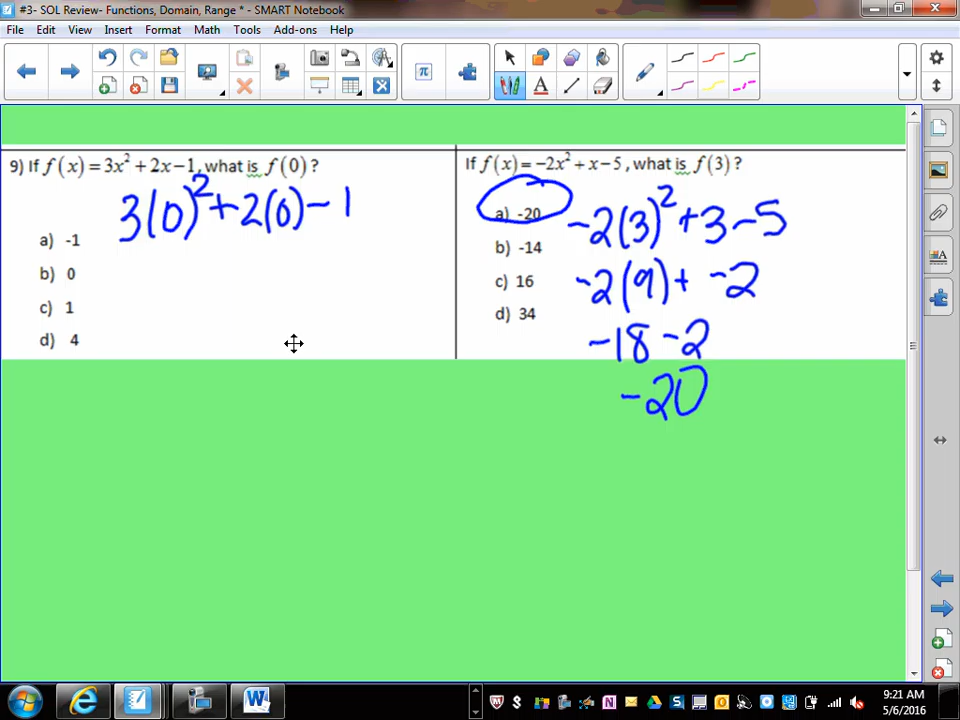 #3- SOL Review- Functions, Domain, Range * - SMART Notebook
File Edit View Insert Format Math Tools Add-ons Help
9) If f(x) = 3x² + 2x − 1, what is f(0)?
3(0)²+2(0)−1
a) -1
b) 0
c) 1
d) 4
If f(x) = −2x² + x − 5, what is f(3)?
a) -20
b) -14
c) 16
d) 34
−2(3)²+3−5
−2(9)+ −2
−18−2
−20
9:21 AM
5/6/2016